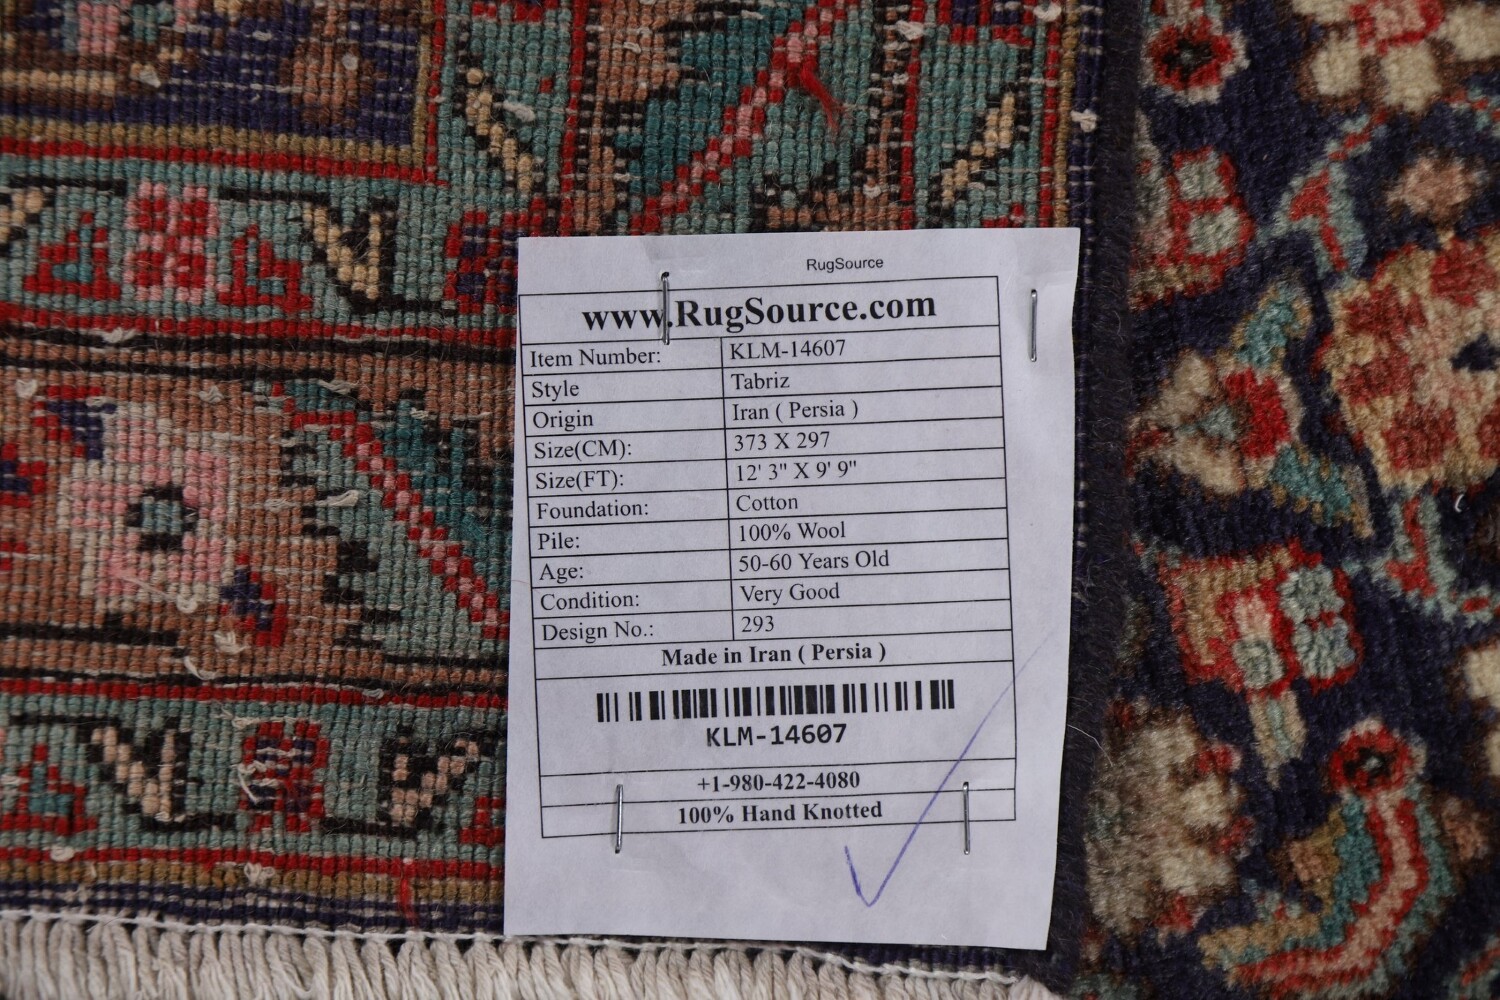 RugSource
www.RugSource.com
Item Number: KLM-14607
Style Tabriz
Origin Iran ( Persia )
Size(CM): 373 X 297
Size(FT): 12' 3" X 9' 9"
Foundation: Cotton
Pile: 100% Wool
Age: 50-60 Years Old
Condition: Very Good
Design No.: 293
Made in Iran ( Persia )
KLM-14607
+1-980-422-4080
100% Hand Knotted